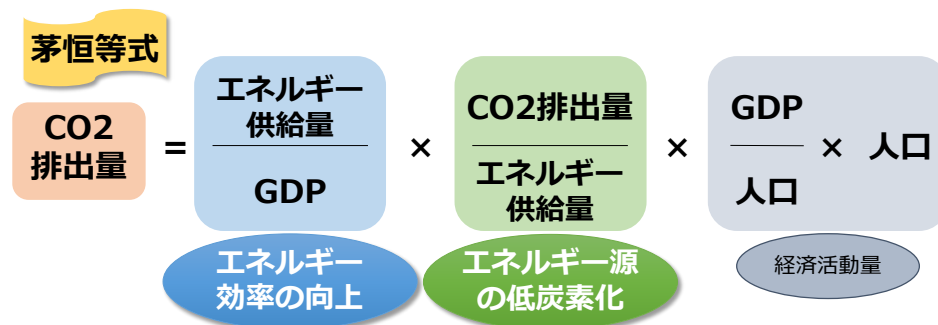 茅恒等式
CO2
排出量
=
エネルギー
供給量
GDP
×
CO2排出量
エネルギー
供給量
×
GDP
人口
× 人口
エネルギー
効率の向上
エネルギー源
の低炭素化
経済活動量